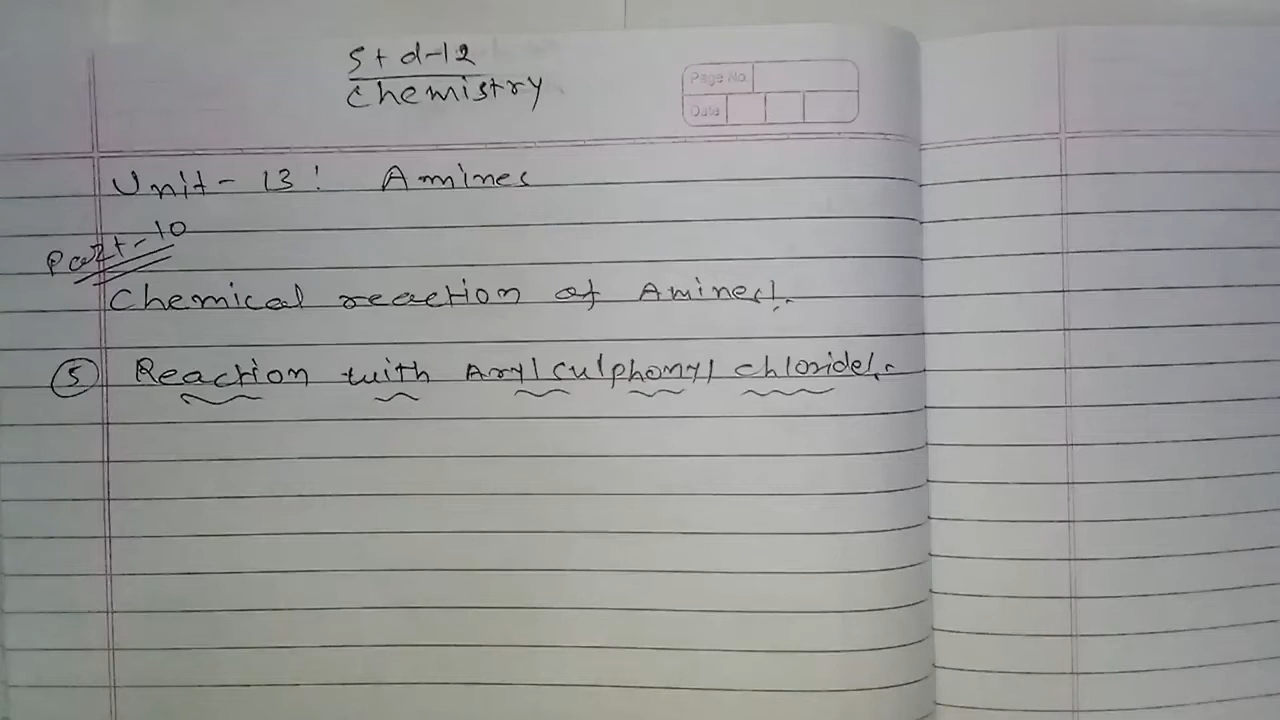 Std-12
Chemistry
Page No.
Date
Unit-13: Amines
Part-10
Chemical reaction of Amines:
5 Reaction with Aryl sulphonyl chloride:-